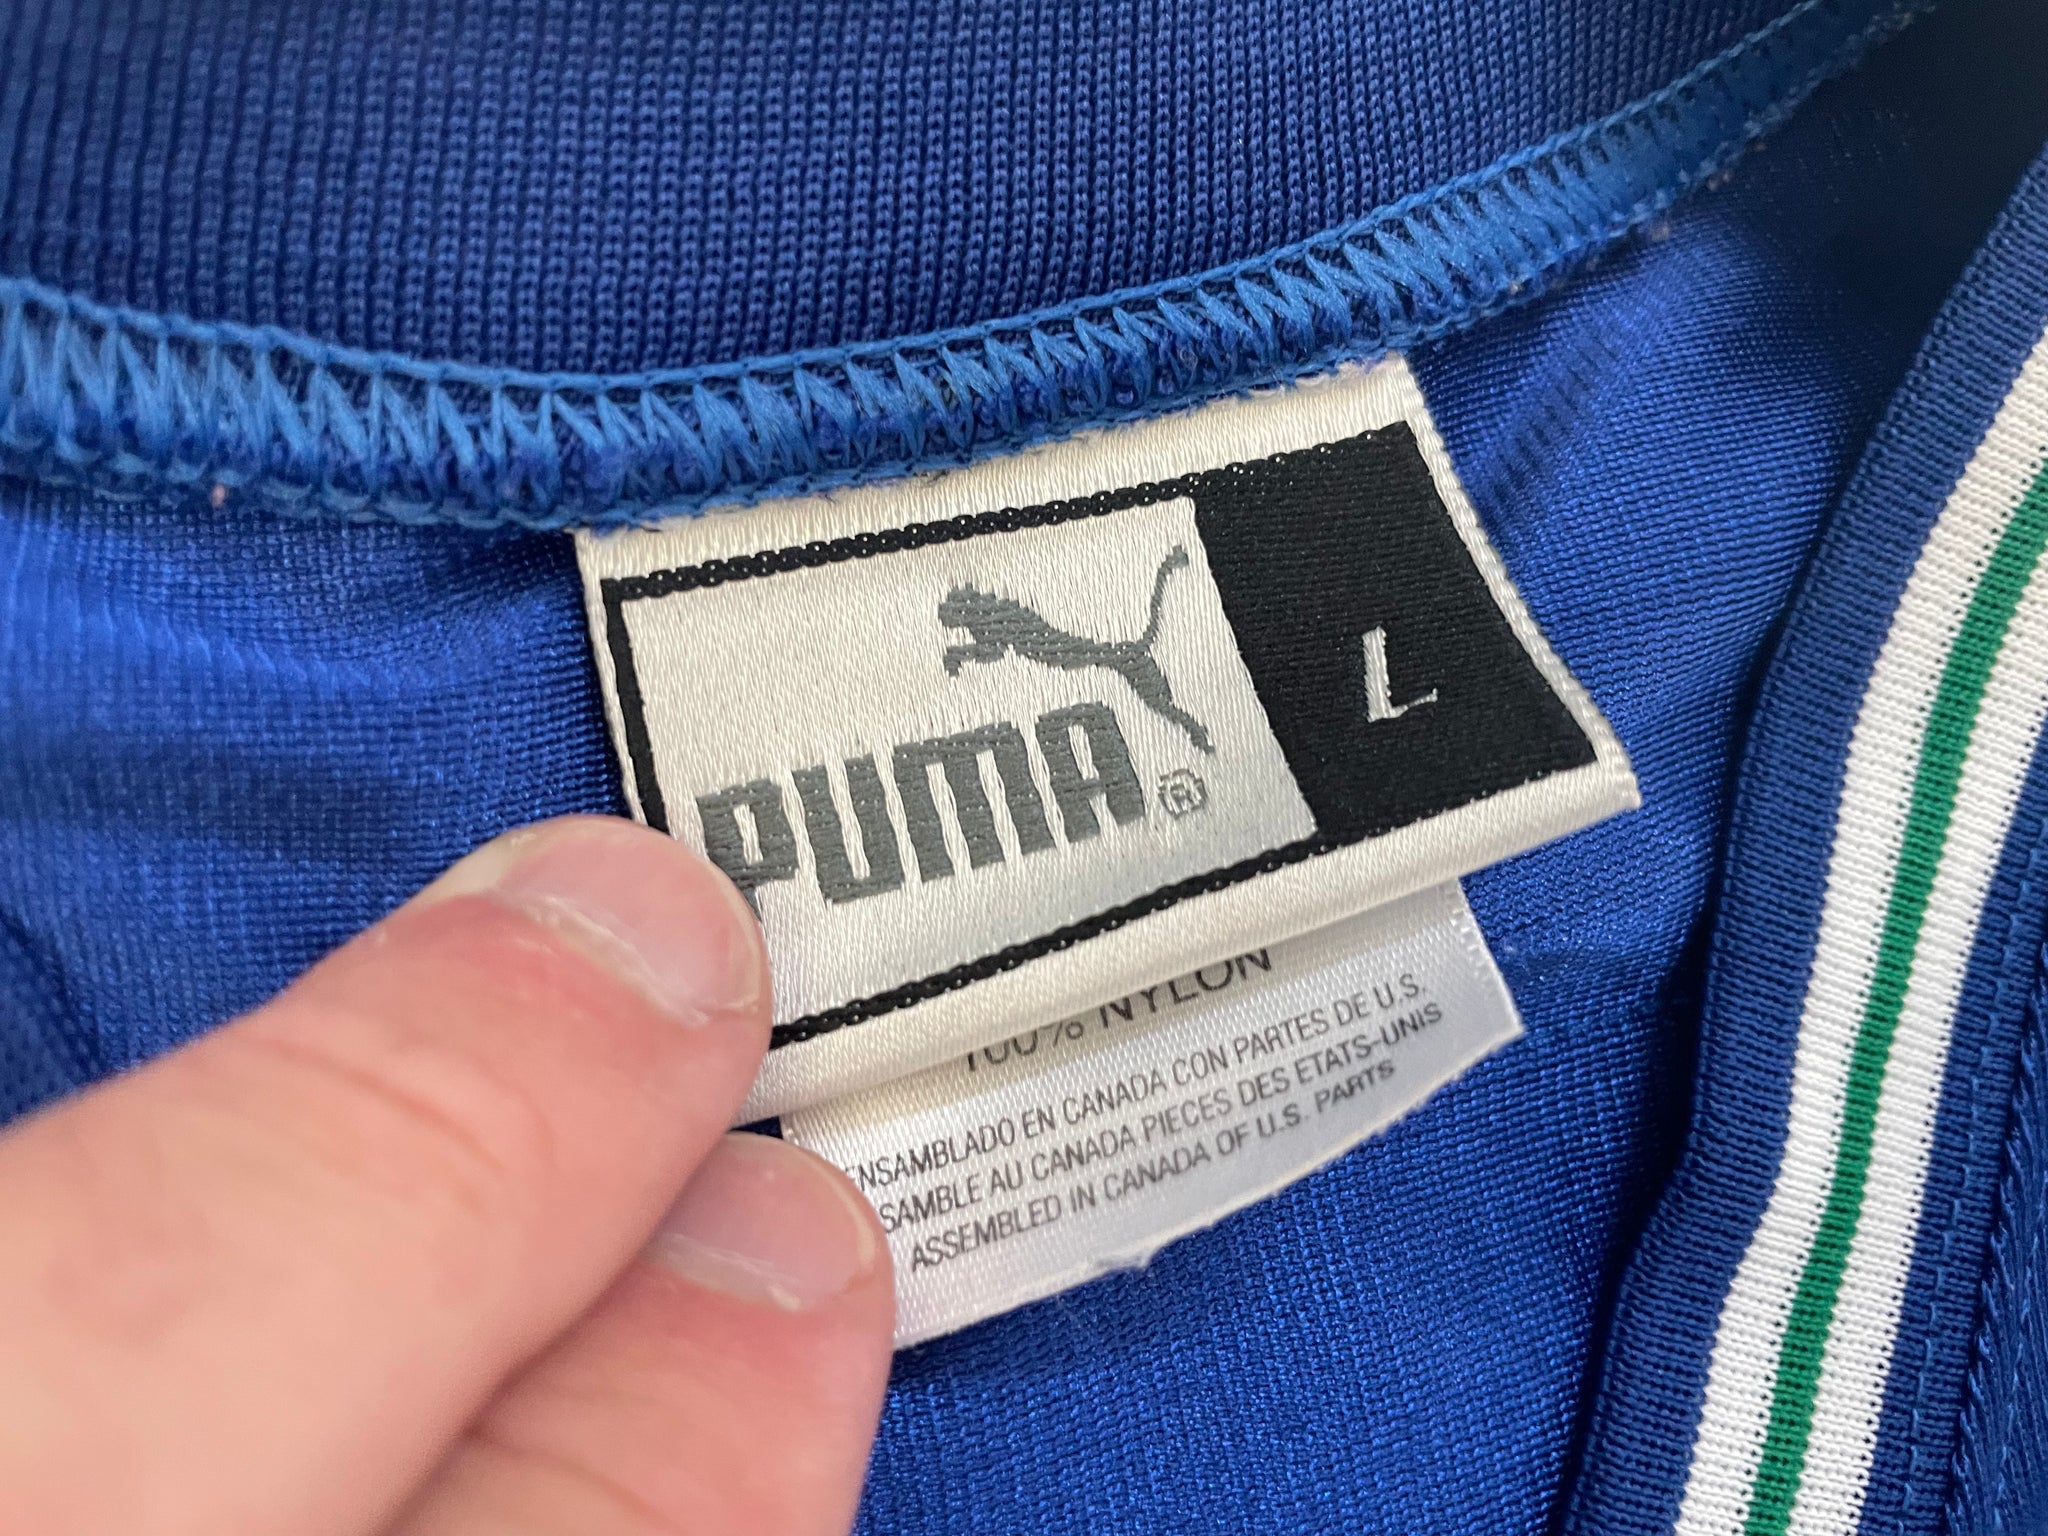 PUMA®
L
100% NYLON
ENSAMBLADO EN CANADA CON PARTES DE U.S.
SAMBLE AU CANADA PIECES DES ETATS-UNIS
ASSEMBLED IN CANADA OF U.S. PARTS